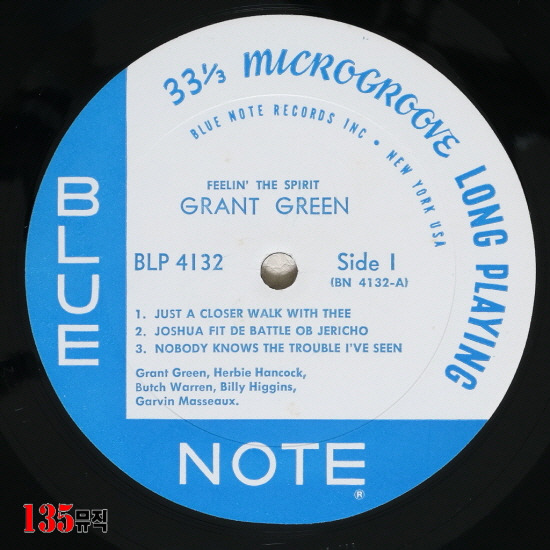 33⅓ MICROGROOVE LONG PLAYING
BLUE NOTE RECORDS INC • NEW YORK USA
FEELIN' THE SPIRIT
GRANT GREEN
BLP 4132
Side 1
(BN 4132-A)
1. JUST A CLOSER WALK WITH THEE
2. JOSHUA FIT DE BATTLE OB JERICHO
3. NOBODY KNOWS THE TROUBLE I'VE SEEN
Grant Green, Herbie Hancock,
Butch Warren, Billy Higgins,
Garvin Masseaux.
BLUE
NOTE
®
135뮤직